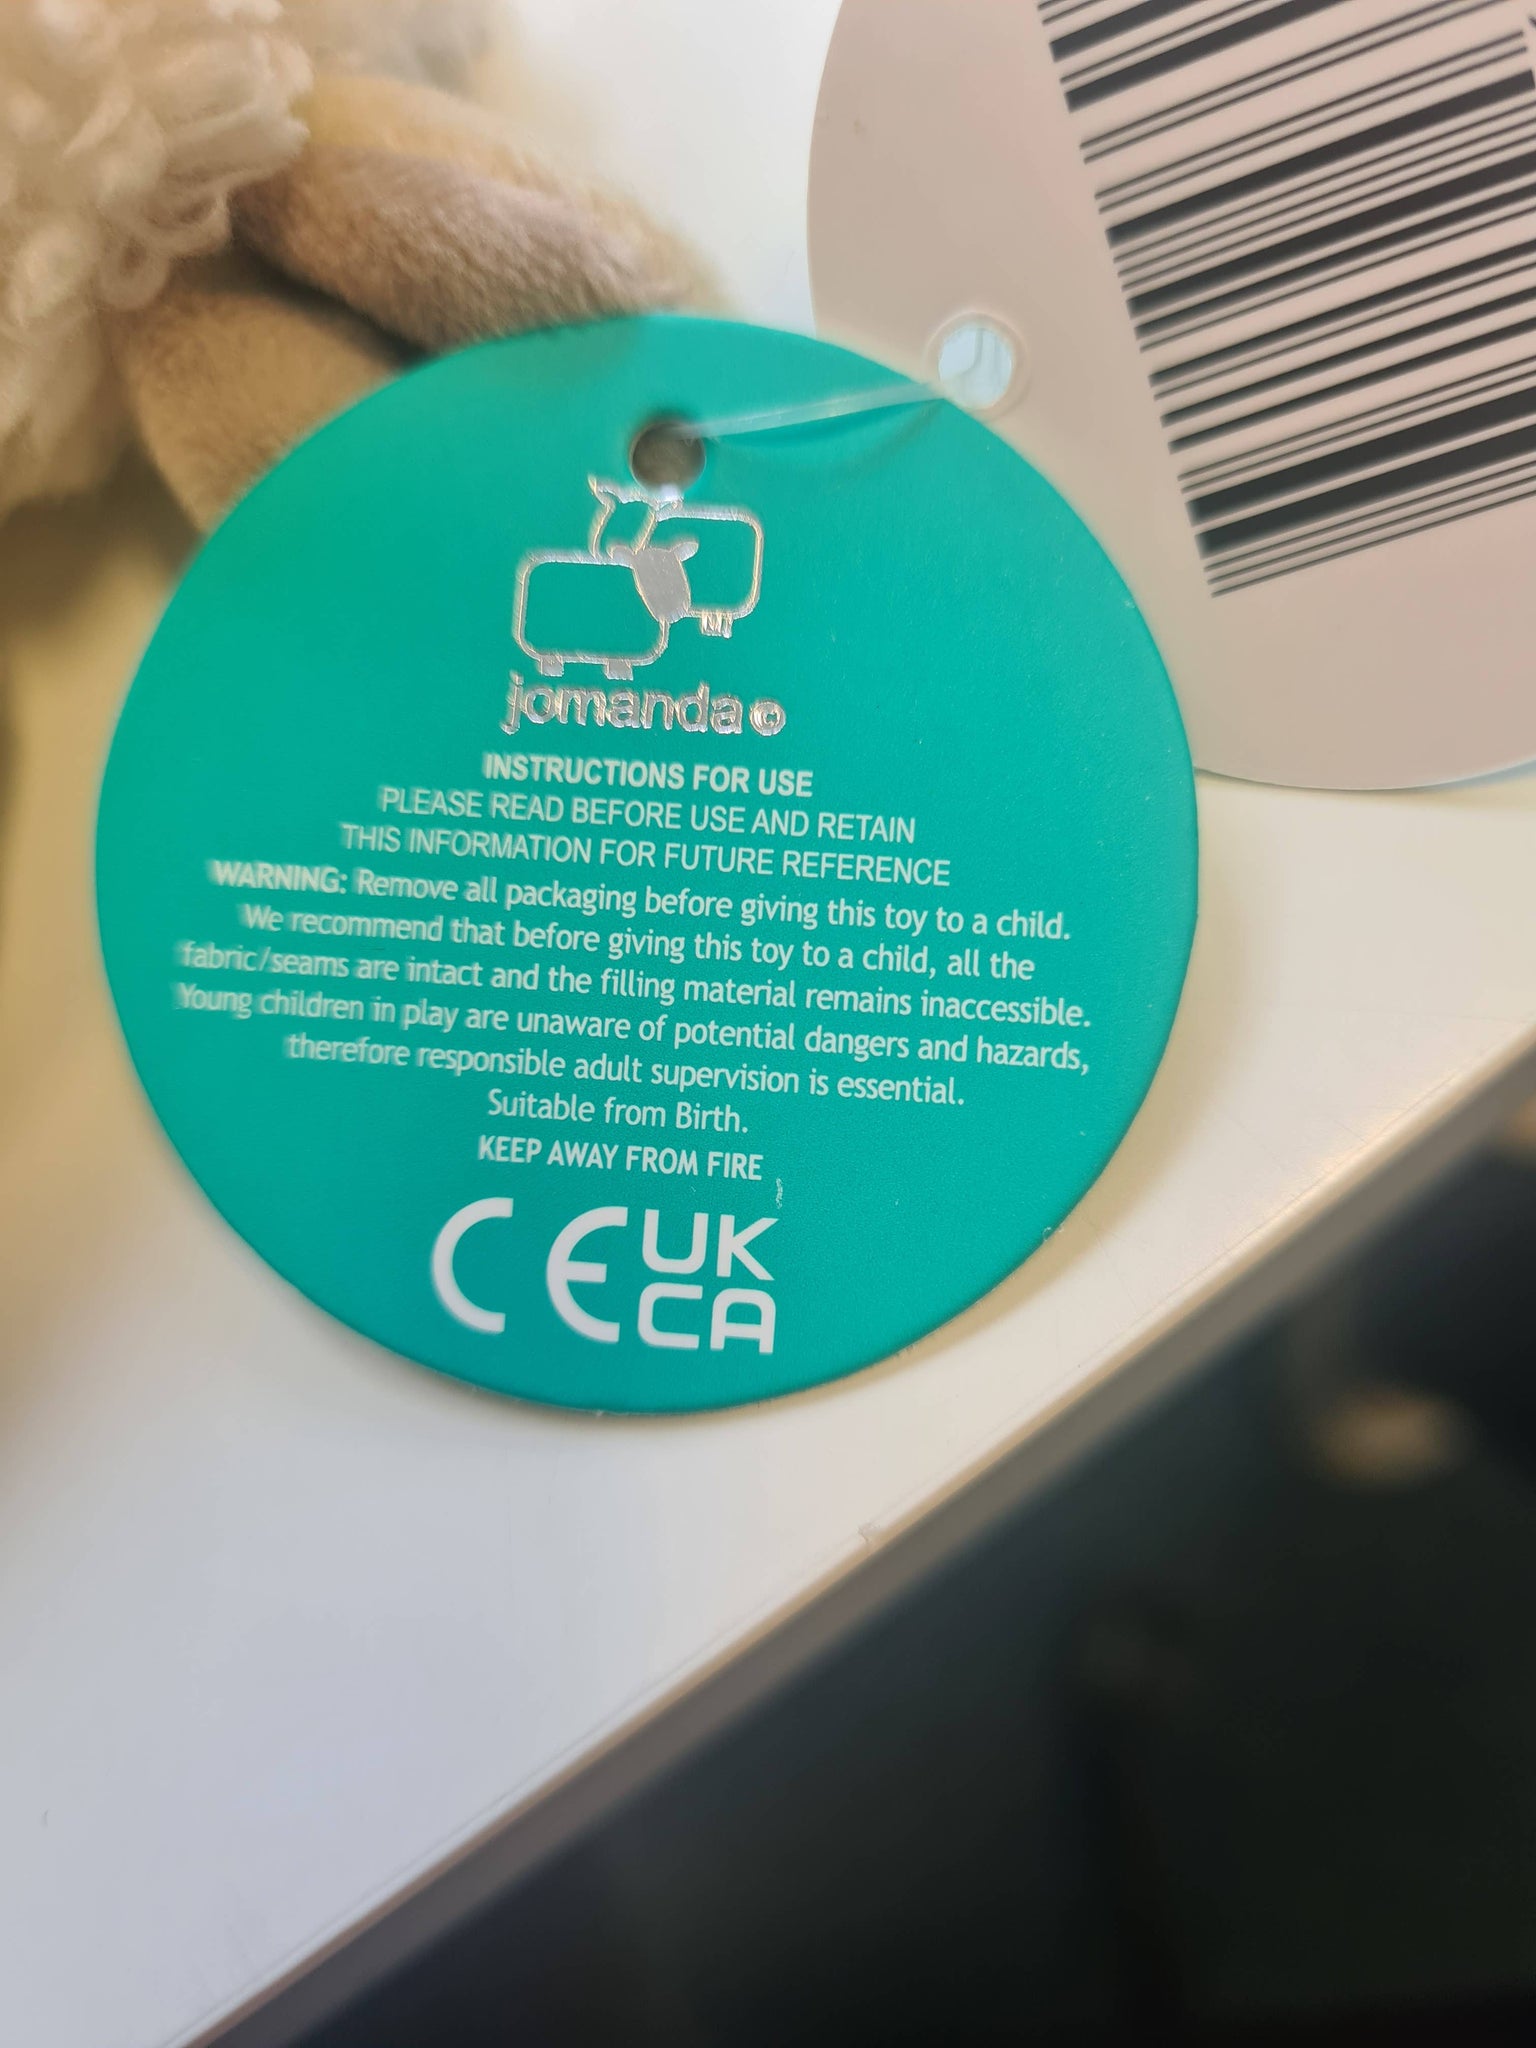 jomanda©
INSTRUCTIONS FOR USE
PLEASE READ BEFORE USE AND RETAIN
THIS INFORMATION FOR FUTURE REFERENCE
WARNING: Remove all packaging before giving this toy to a child.
We recommend that before giving this toy to a child, all the
fabric/seams are intact and the filling material remains inaccessible.
Young children in play are unaware of potential dangers and hazards,
therefore responsible adult supervision is essential.
Suitable from Birth.
KEEP AWAY FROM FIRE
CE UK
CA